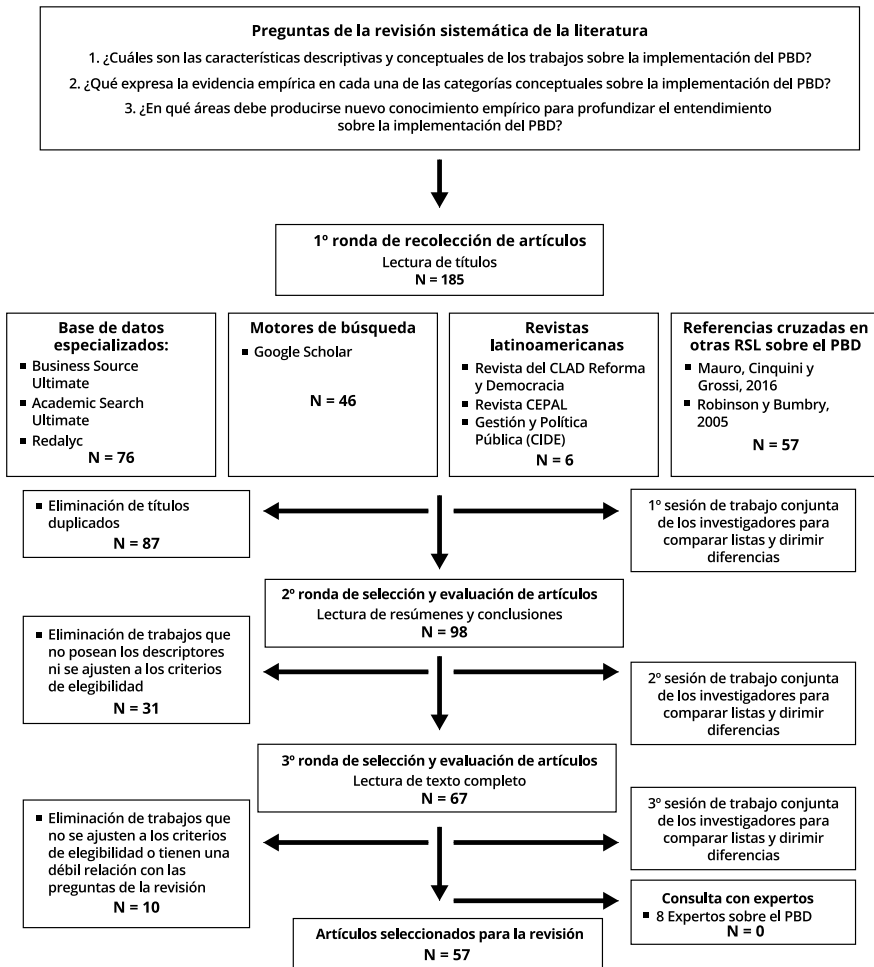 Preguntas de la revisión sistemática de la literatura
1. ¿Cuáles son las características descriptivas y conceptuales de los trabajos sobre la implementación del PBD?
2. ¿Qué expresa la evidencia empírica en cada una de las categorías conceptuales sobre la implementación del PBD?
3. ¿En qué áreas debe producirse nuevo conocimiento empírico para profundizar el entendimiento
sobre la implementación del PBD?
1º ronda de recolección de artículos
Lectura de títulos
N = 185
Base de datos
especializados:
▪ Business Source
Ultimate
▪ Academic Search
Ultimate
▪ Redalyc
N = 76
Motores de búsqueda
▪ Google Scholar
N = 46
Revistas
latinoamericanas
▪ Revista del CLAD Reforma
y Democracia
▪ Revista CEPAL
▪ Gestión y Política
Pública (CIDE)
N = 6
Referencias cruzadas en
otras RSL sobre el PBD
▪ Mauro, Cinquini y
Grossi, 2016
▪ Robinson y Bumbry,
2005
N = 57
▪ Eliminación de títulos
duplicados
N = 87
1º sesión de trabajo conjunta
de los investigadores para
comparar listas y dirimir
diferencias
2º ronda de selección y evaluación de artículos
Lectura de resúmenes y conclusiones
N = 98
▪ Eliminación de trabajos que
no posean los descriptores
ni se ajusten a los criterios
de elegibilidad
N = 31
2º sesión de trabajo conjunta
de los investigadores para
comparar listas y dirimir
diferencias
3º ronda de selección y evaluación de artículos
Lectura de texto completo
N = 67
▪ Eliminación de trabajos que
no se ajusten a los criterios
de elegibilidad o tienen una
débil relación con las
preguntas de la revisión
N = 10
3º sesión de trabajo conjunta
de los investigadores para
comparar listas y dirimir
diferencias
Consulta con expertos
▪ 8 Expertos sobre el PBD
N = 0
Artículos seleccionados para la revisión
N = 57